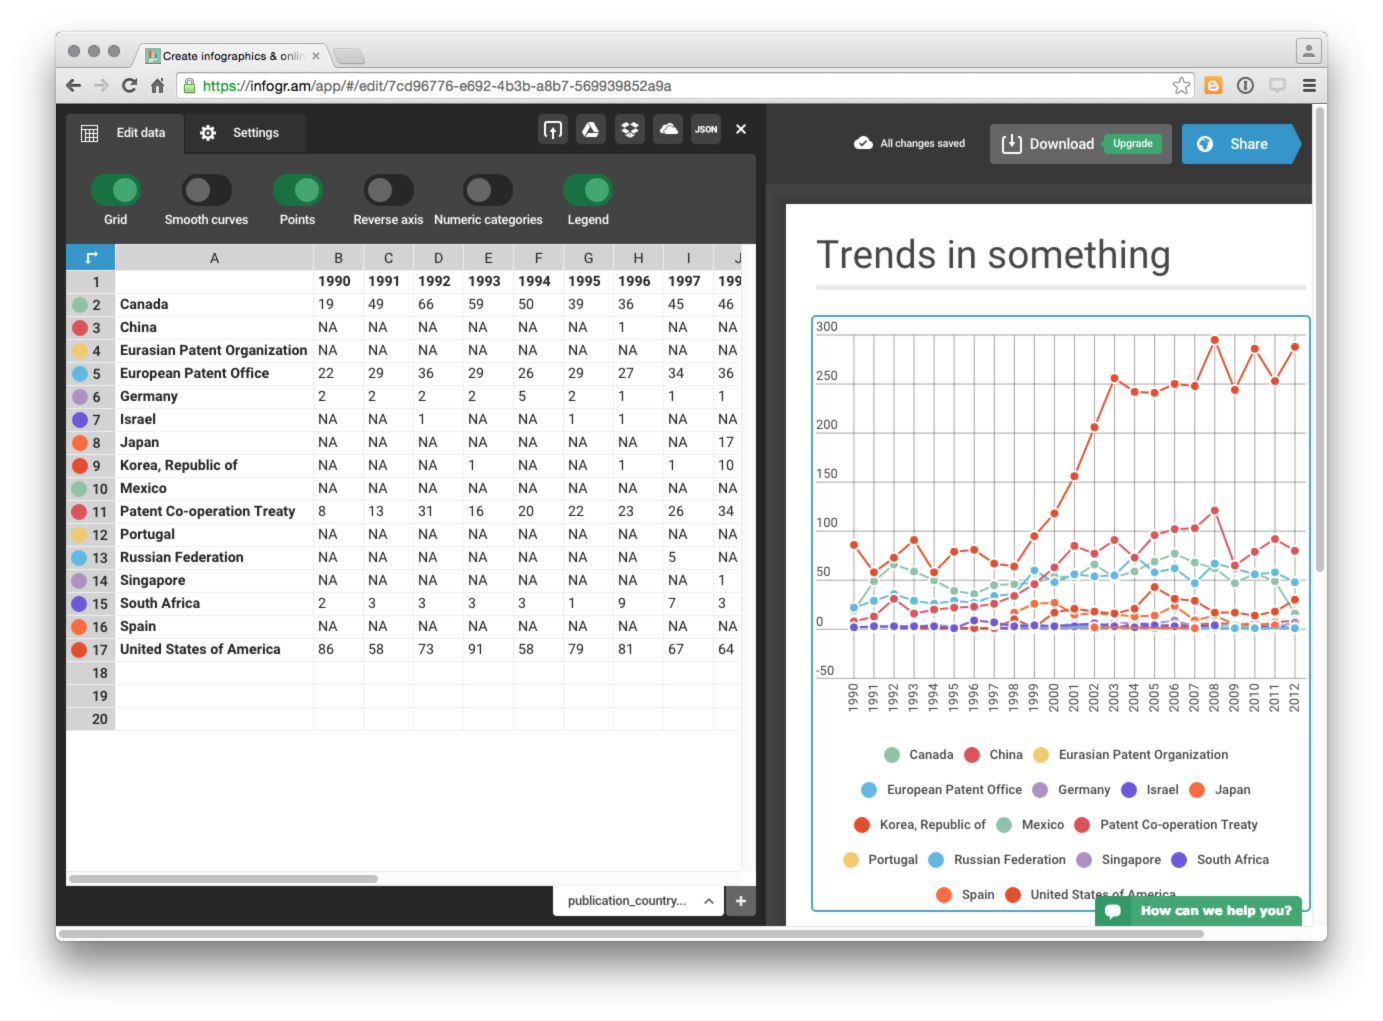 Create infographics & onlin
https://infogr.am/app/#/edit/7cd96776-e692-4b3b-a8b7-569939852a9a
Edit data Settings JSON
All changes saved Download Upgrade Share
Grid Smooth curves Points Reverse axis Numeric categories Legend
A B C D E F G H I J
1 1990 1991 1992 1993 1994 1995 1996 1997 199
2 Canada 19 49 66 59 50 39 36 45 46
3 China NA NA NA NA NA NA 1 NA NA
4 Eurasian Patent Organization NA NA NA NA NA NA NA NA NA
5 European Patent Office 22 29 36 29 26 29 27 34 36
6 Germany 2 2 2 2 5 2 1 1 1
7 Israel NA NA 1 NA NA 1 1 NA NA
8 Japan NA NA NA NA NA NA NA NA 17
9 Korea, Republic of NA NA NA 1 NA NA 1 1 10
10 Mexico NA NA NA NA NA NA NA NA NA
11 Patent Co-operation Treaty 8 13 31 16 20 22 23 26 34
12 Portugal NA NA NA NA NA NA NA NA NA
13 Russian Federation NA NA NA NA NA NA NA 5 NA
14 Singapore NA NA NA NA NA NA NA NA 1
15 South Africa 2 3 3 3 3 1 9 7 3
16 Spain NA NA NA NA NA NA NA NA NA
17 United States of America 86 58 73 91 58 79 81 67 64
18
19
20
publication_country... +
Trends in something
300
250
200
150
100
50
0
-50
1990 1991 1992 1993 1994 1995 1996 1997 1998 1999 2000 2001 2002 2003 2004 2005 2006 2007 2008 2009 2010 2011 2012
Canada China Eurasian Patent Organization
European Patent Office Germany Israel Japan
Korea, Republic of Mexico Patent Co-operation Treaty
Portugal Russian Federation Singapore South Africa
Spain United States of America
How can we help you?